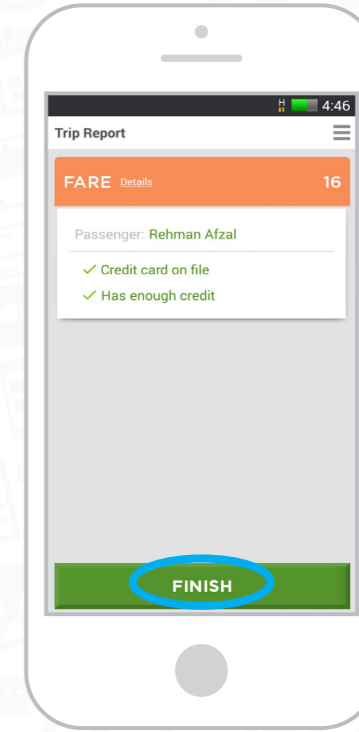 H 4:46
Trip Report
FARE Details 16
Passenger: Rehman Afzal
✓ Credit card on file
✓ Has enough credit
FINISH